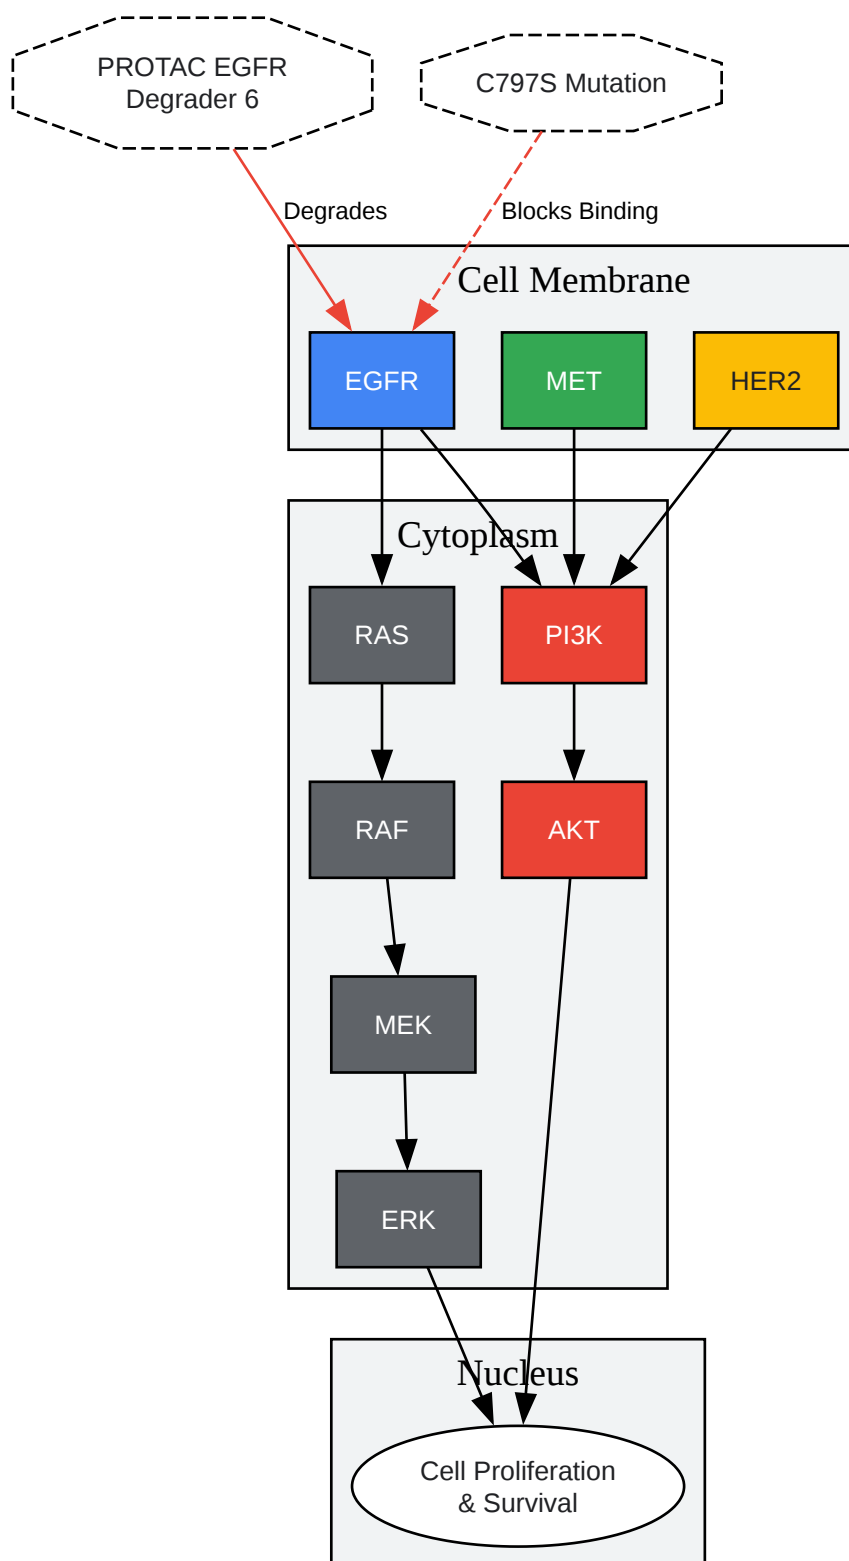 PROTAC EGFR
Degrader 6
C797S Mutation
Degrades
Blocks Binding
Cell Membrane
EGFR
MET
HER2
Cytoplasm
RAS
PI3K
RAF
AKT
MEK
ERK
Nucleus
Cell Proliferation
& Survival